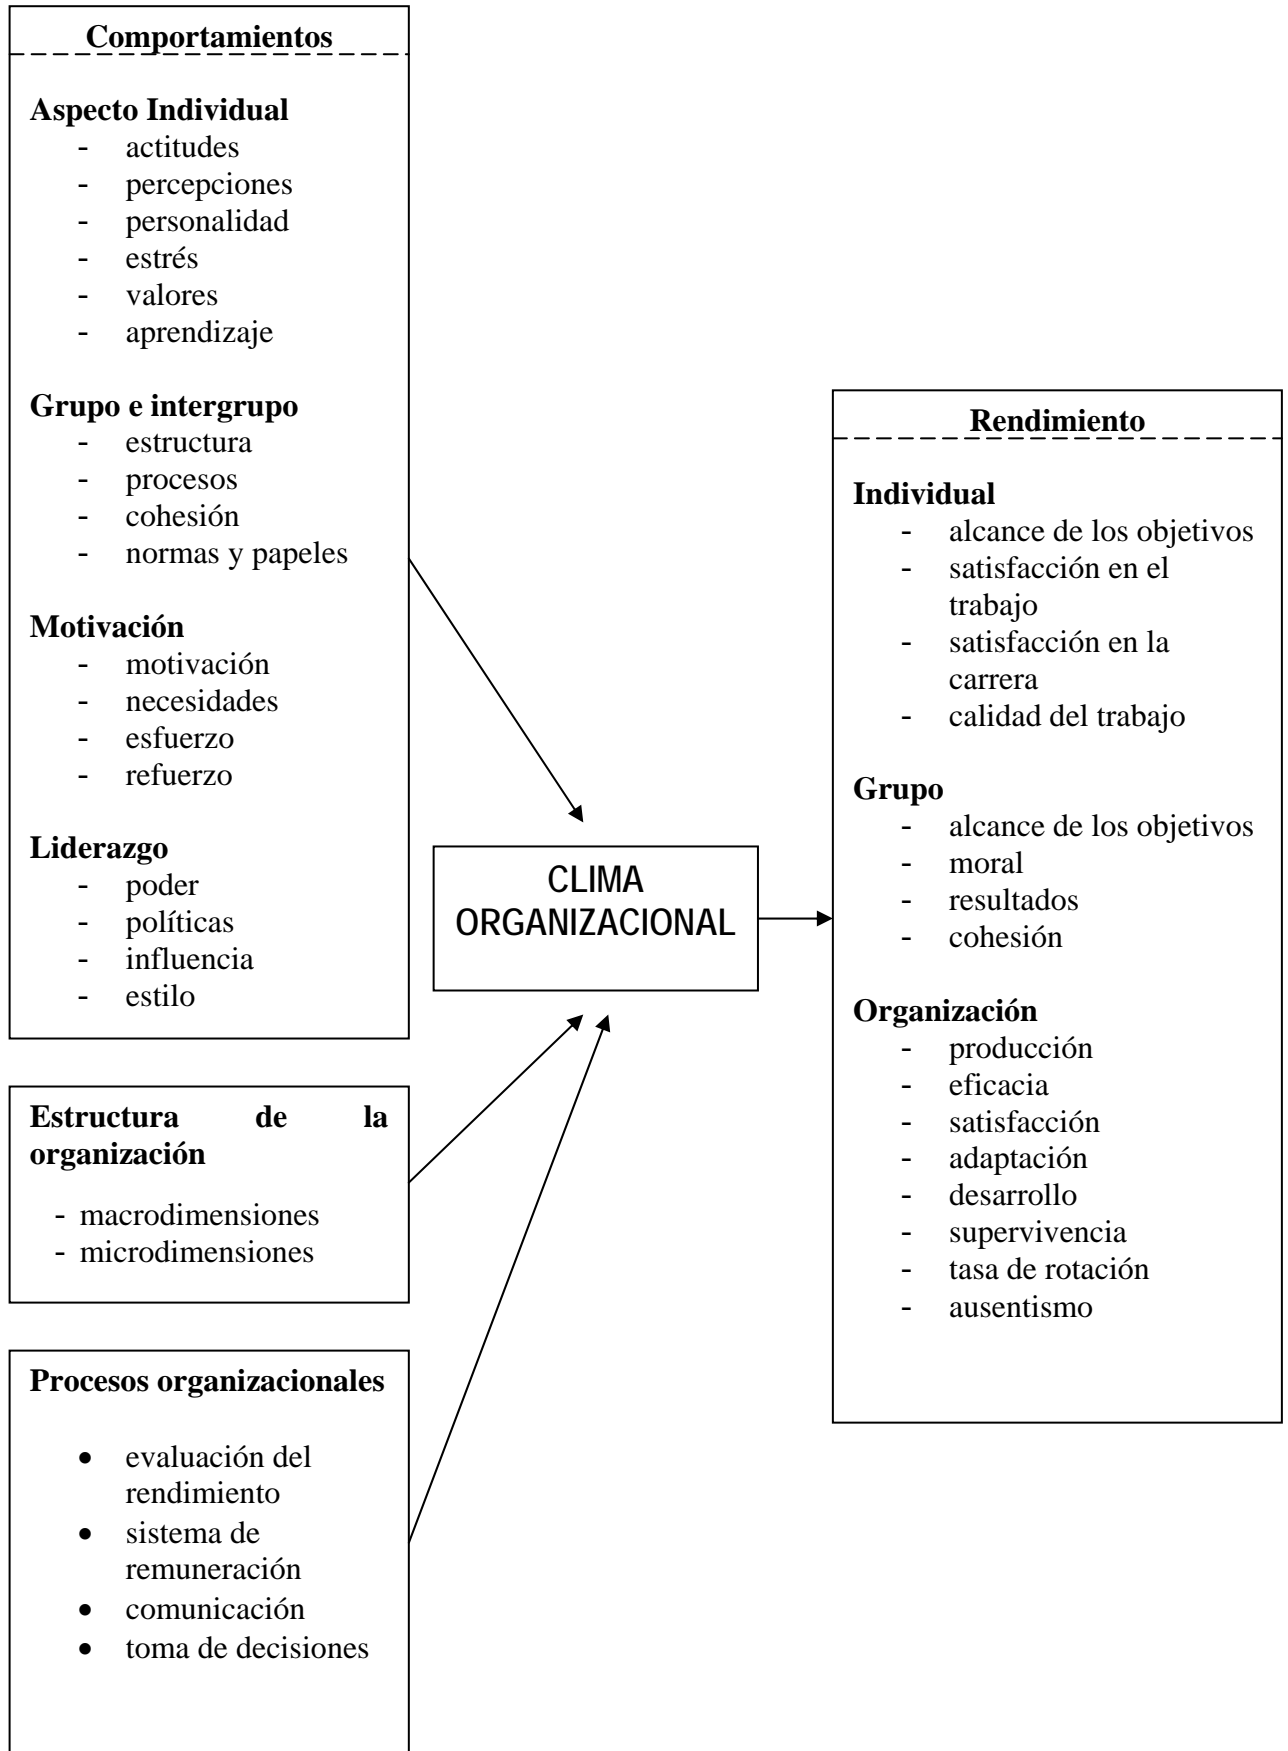 Comportamientos
Aspecto Individual
- actitudes
- percepciones
- personalidad
- estrés
- valores
- aprendizaje
Grupo e intergrupo
- estructura
- procesos
- cohesión
- normas y papeles
Motivación
- motivación
- necesidades
- esfuerzo
- refuerzo
Liderazgo
- poder
- políticas
- influencia
- estilo
Estructura de la
organización
- macrodimensiones
- microdimensiones
Procesos organizacionales
• evaluación del
rendimiento
• sistema de
remuneración
• comunicación
• toma de decisiones
CLIMA
ORGANIZACIONAL
Rendimiento
Individual
- alcance de los objetivos
- satisfacción en el
trabajo
- satisfacción en la
carrera
- calidad del trabajo
Grupo
- alcance de los objetivos
- moral
- resultados
- cohesión
Organización
- producción
- eficacia
- satisfacción
- adaptación
- desarrollo
- supervivencia
- tasa de rotación
- ausentismo